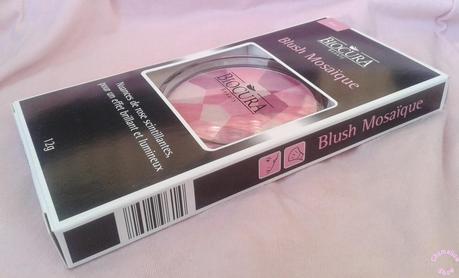 BIOCURA
Blush Mosaïque
BIOCURA
Nuances de rose scintillantes,
pour un effet brillant et lumineux
12g
Blush Mosaïque